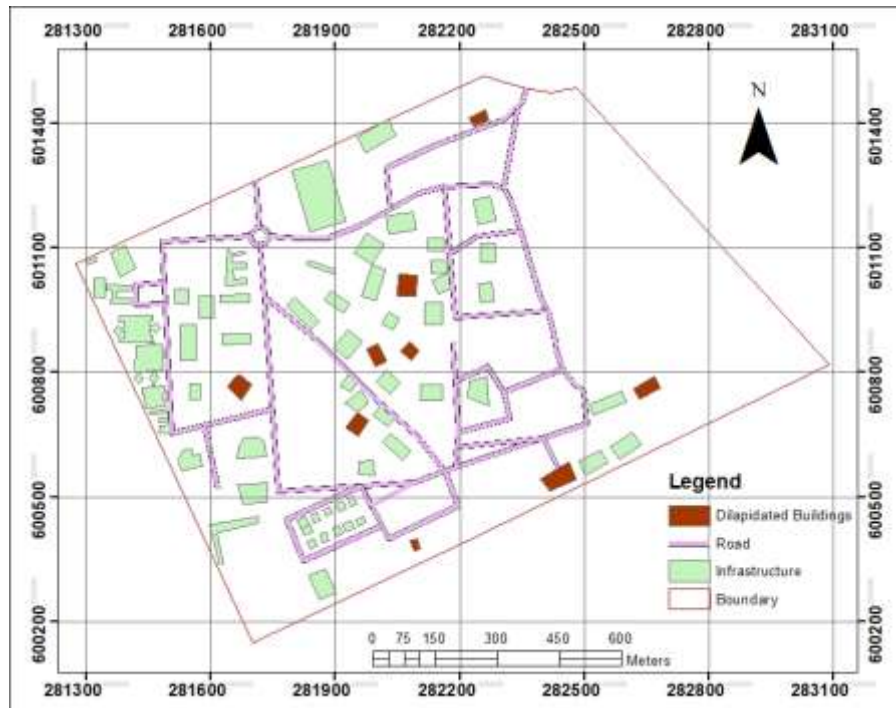 281300 281600 281900 282200 282500 282800 283100
601400 601400
N
601100 601100
600800 600800
Legend
Dilapidated Buildings
600500 600500
Road
Infrastructure
Boundary
600200 600200
0 75 150 300 450 600
Meters
281300 281600 281900 282200 282500 282800 283100